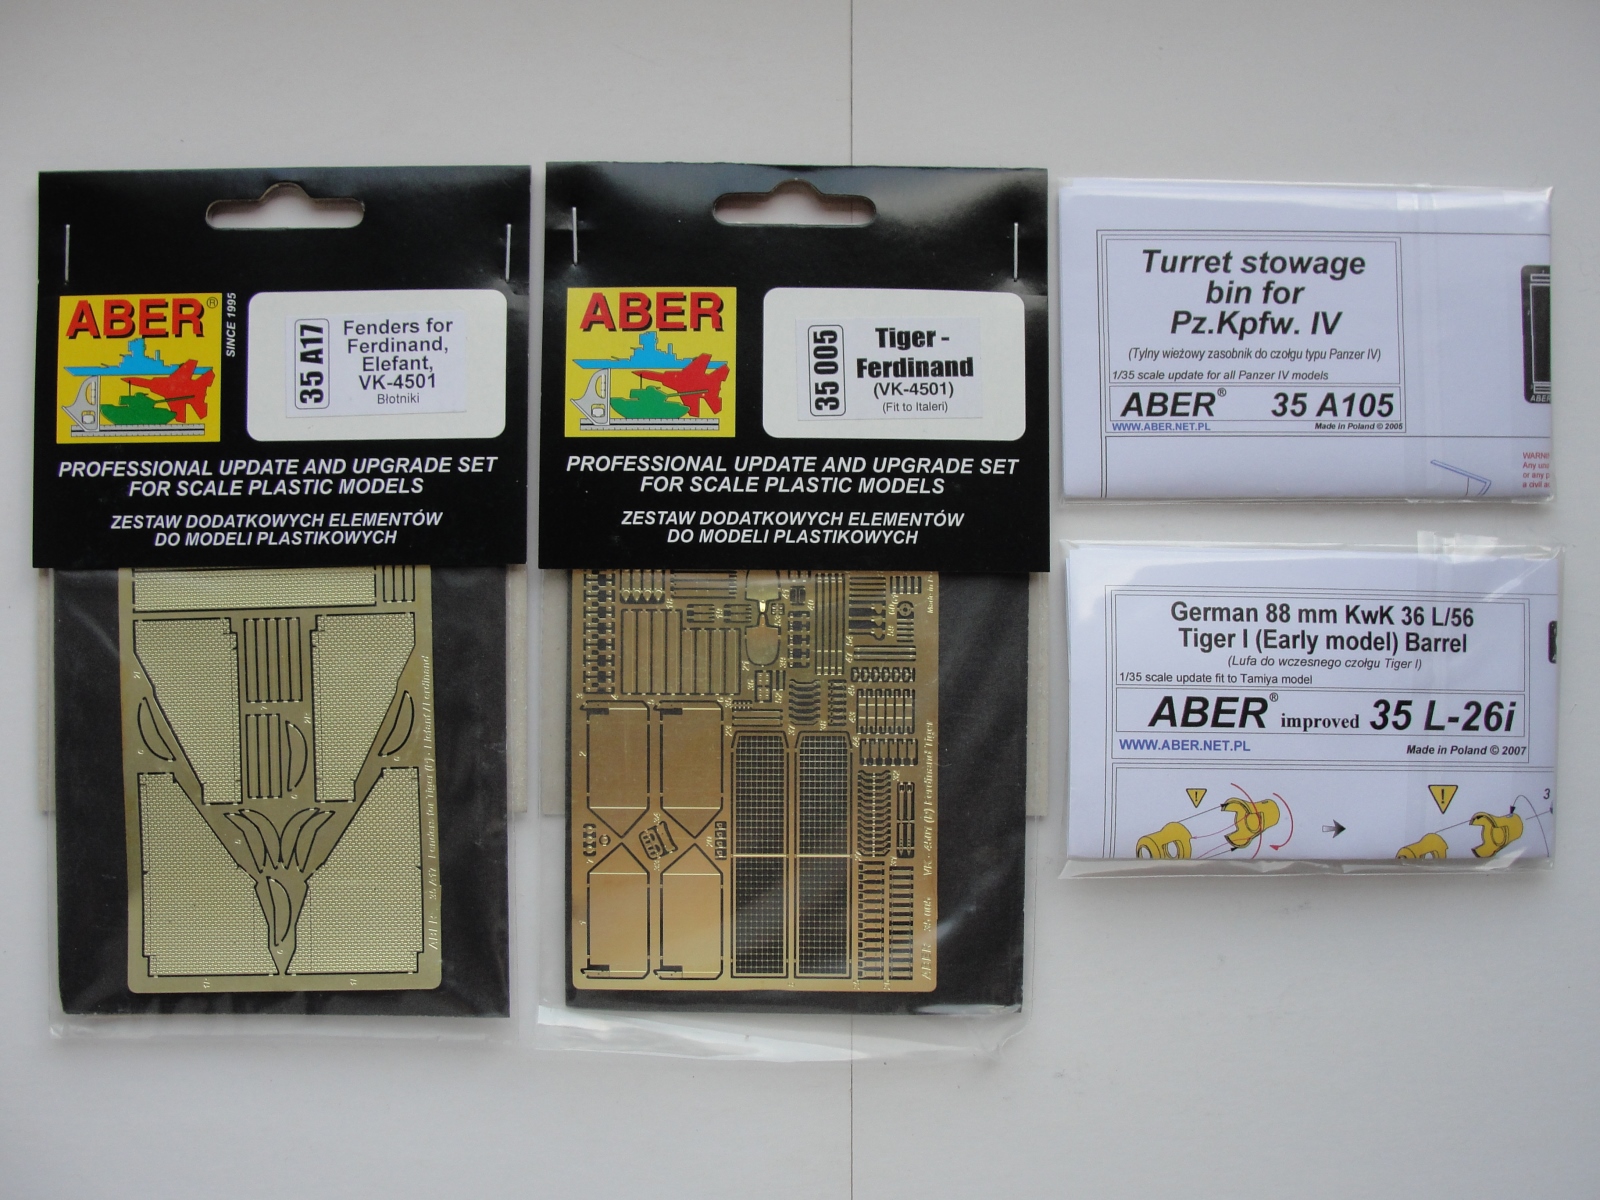 ABER®
SINCE 1995
35 A17
Fenders for
Ferdinand,
Elefant,
VK-4501
Błotniki
PROFESSIONAL UPDATE AND UPGRADE SET
FOR SCALE PLASTIC MODELS
ZESTAW DODATKOWYCH ELEMENTÓW
DO MODELI PLASTIKOWYCH
ABER
35 005
Tiger -
Ferdinand
(VK-4501)
(Fit to Italeri)
PROFESSIONAL UPDATE AND UPGRADE SET
FOR SCALE PLASTIC MODELS
ZESTAW DODATKOWYCH ELEMENTÓW
DO MODELI PLASTIKOWYCH
Turret stowage
bin for
Pz.Kpfw. IV
(Tylny wieżowy zasobnik do czołgu typu Panzer IV)
1/35 scale update for all Panzer IV models
ABER® 35 A105
WWW.ABER.NET.PL Made in Poland © 2005
ABER
Any
or any
a civil
German 88 mm KwK 36 L/56
Tiger I (Early model) Barrel
(Lufa do wczesnego czołgu Tiger I)
1/35 scale update fit to Tamiya model
ABER® improved 35 L-26i
WWW.ABER.NET.PL Made in Poland © 2007
! ! 3